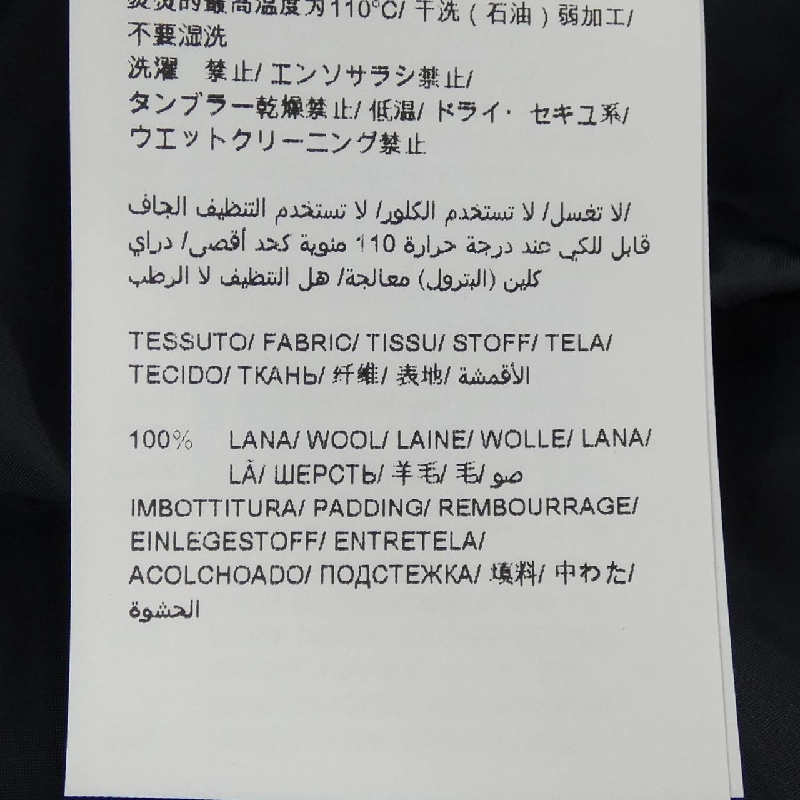 熨烫的最高温度为110°C/ 干洗（石油）弱加工/
不要湿洗
洗濯　禁止/ エンソサラシ禁止/
タンブラー乾燥禁止/ 低温/ ドライ・セキユ系/
ウエットクリーニング禁止
لا تغسل/ لا تستخدم الكلور/ لا تستخدم التنظيف الجاف/
قابل للكي عند درجة حرارة 110 مئوية كحد أقصى/ دراي
كلين (البترول) معالجة/ هل التنظيف لا الرطب
TESSUTO/ FABRIC/ TISSU/ STOFF/ TELA/
TECIDO/ ТКАНЬ/ 纤维/ 表地/ الأقمشة
100% LANA/ WOOL/ LAINE/ WOLLE/ LANA/
LÃ/ ШЕРСТЬ/ 羊毛/ 毛/ صو
IMBOTTITURA/ PADDING/ REMBOURRAGE/
EINLEGESTOFF/ ENTRETELA/
ACOLCHOADO/ ПОДСТЕЖКА/ 填料/ 中わた/
الحشوة